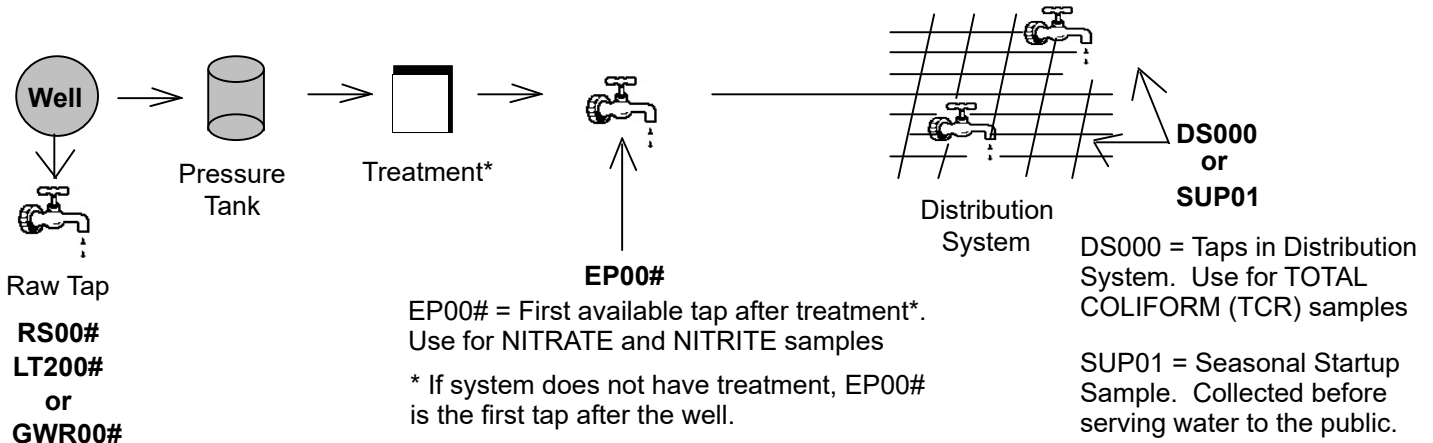 Well
Raw Tap
RS00#
LT200#
or
GWR00#
Pressure
Tank
Treatment*
EP00#
EP00# = First available tap after treatment*.
Use for NITRATE and NITRITE samples
* If system does not have treatment, EP00#
is the first tap after the well.
Distribution
System
DS000
or
SUP01
DS000 = Taps in Distribution
System. Use for TOTAL
COLIFORM (TCR) samples
SUP01 = Seasonal Startup
Sample. Collected before
serving water to the public.